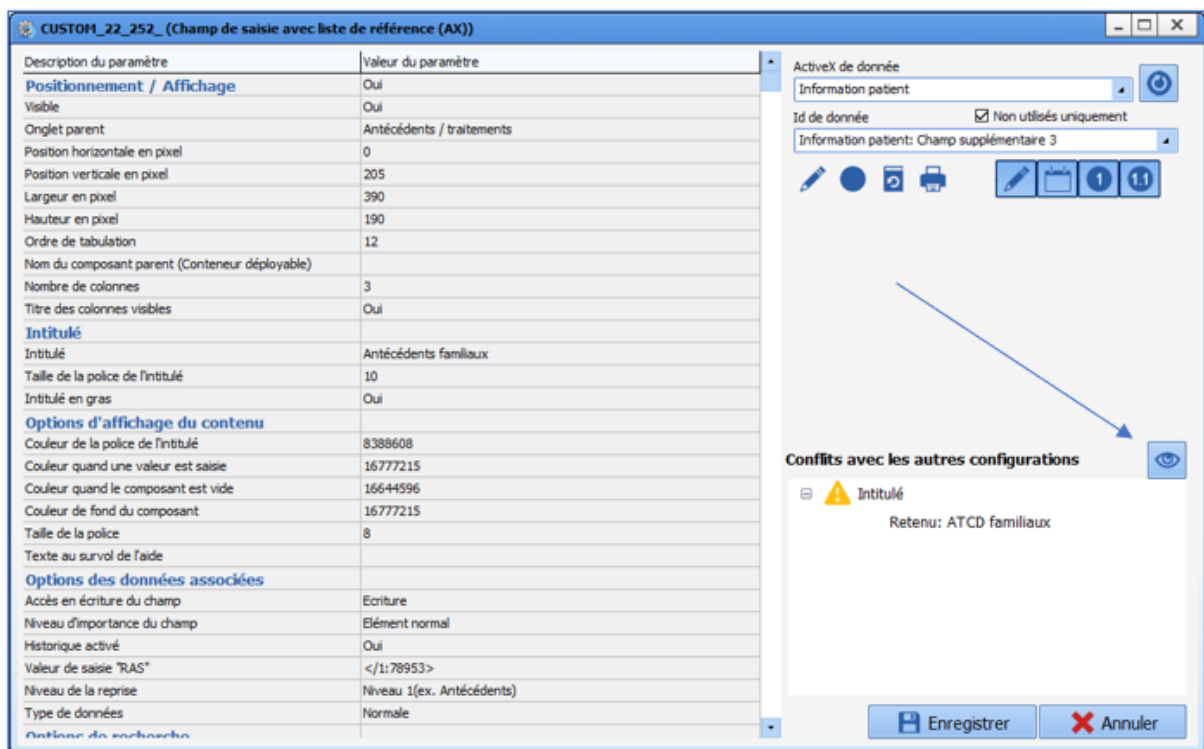 CUSTOM_22_252_ (Champ de saisie avec liste de référence (AX))
Description du paramètre Valeur du paramètre
Positionnement / Affichage Oui
Visible Oui
Onglet parent Antécédents / traitements
Position horizontale en pixel 0
Position verticale en pixel 205
Largeur en pixel 390
Hauteur en pixel 190
Ordre de tabulation 12
Nom du composant parent (Conteneur déployable)
Nombre de colonnes 3
Titre des colonnes visibles Oui
Intitulé
Intitulé Antécédents familiaux
Taille de la police de l'intitulé 10
Intitulé en gras Oui
Options d'affichage du contenu
Couleur de la police de l'intitulé 8388608
Couleur quand une valeur est saisie 16777215
Couleur quand le composant est vide 16644596
Couleur de fond du composant 16777215
Taille de la police 8
Texte au survol de l'aide
Options des données associées
Accès en écriture du champ Ecriture
Niveau d'importance du champ Elément normal
Historique activé Oui
Valeur de saisie "RAS" </1:78953>
Niveau de la reprise Niveau 1(ex. Antécédents)
Type de données Normale
Options de recherche
ActiveX de donnée
Information patient
Id de donnée Non utilisés uniquement
Information patient: Champ supplémentaire 3
1 1.1
Conflits avec les autres configurations
Intitulé
Retenu: ATCD familiaux
Enregistrer Annuler